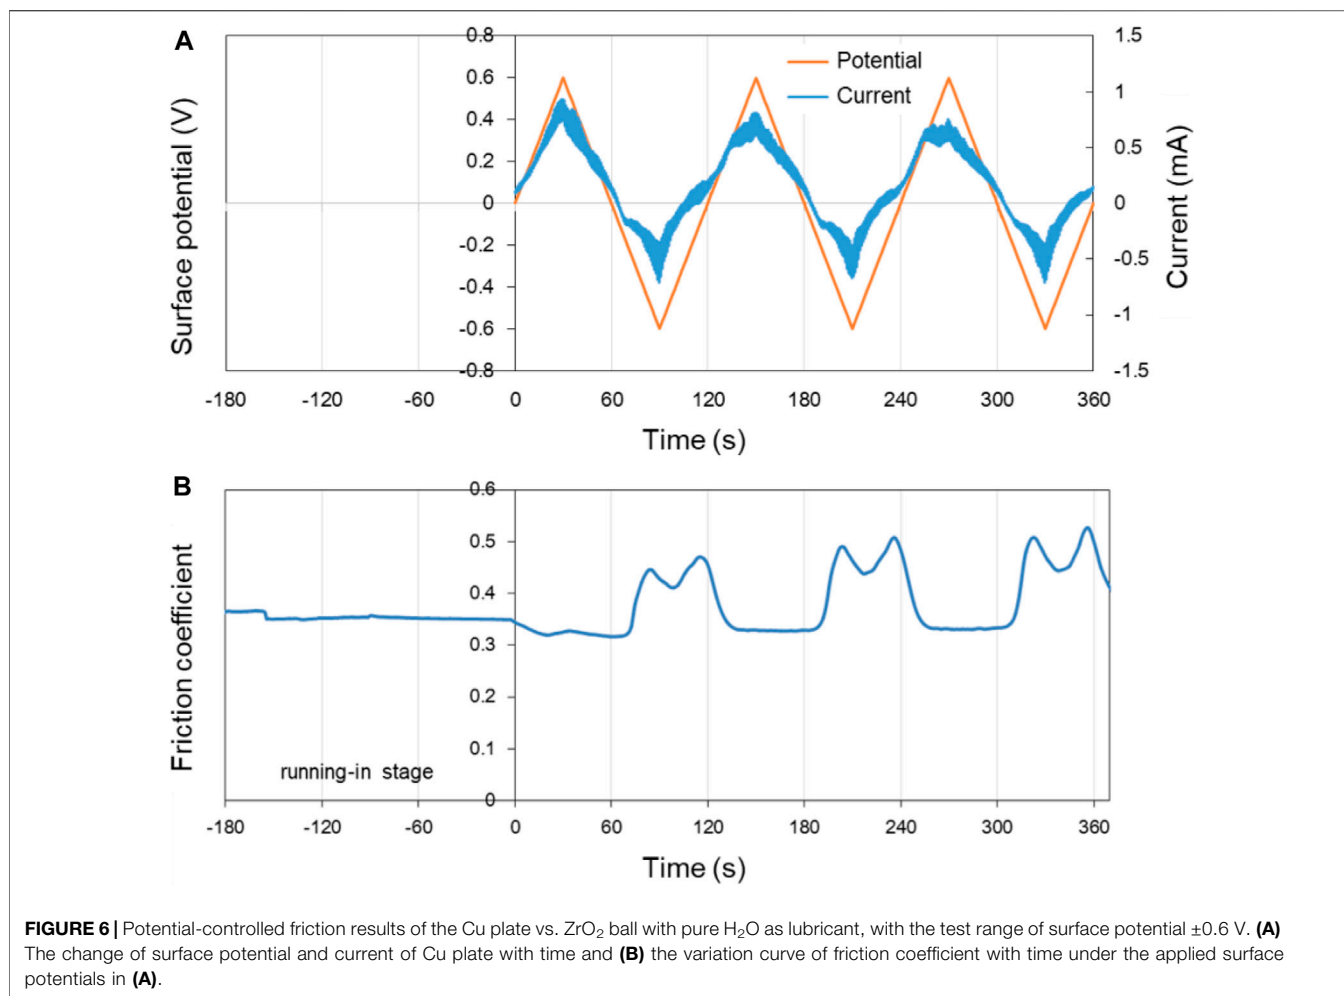 A
0.8
0.6
0.4
0.2
0
-0.2
-0.4
-0.6
-0.8
Surface potential (V)
Potential
Current
1.5
1
0.5
0
-0.5
-1
-1.5
Current (mA)
-180 -120 -60 0 60 120 180 240 300 360
Time (s)
B
0.6
0.5
0.4
0.3
0.2
0.1
0
Friction coefficient
running-in stage
-180 -120 -60 0 60 120 180 240 300 360
Time (s)
FIGURE 6 | Potential-controlled friction results of the Cu plate vs. ZrO₂ ball with pure H₂O as lubricant, with the test range of surface potential ±0.6 V. (A)
The change of surface potential and current of Cu plate with time and (B) the variation curve of friction coefficient with time under the applied surface
potentials in (A).